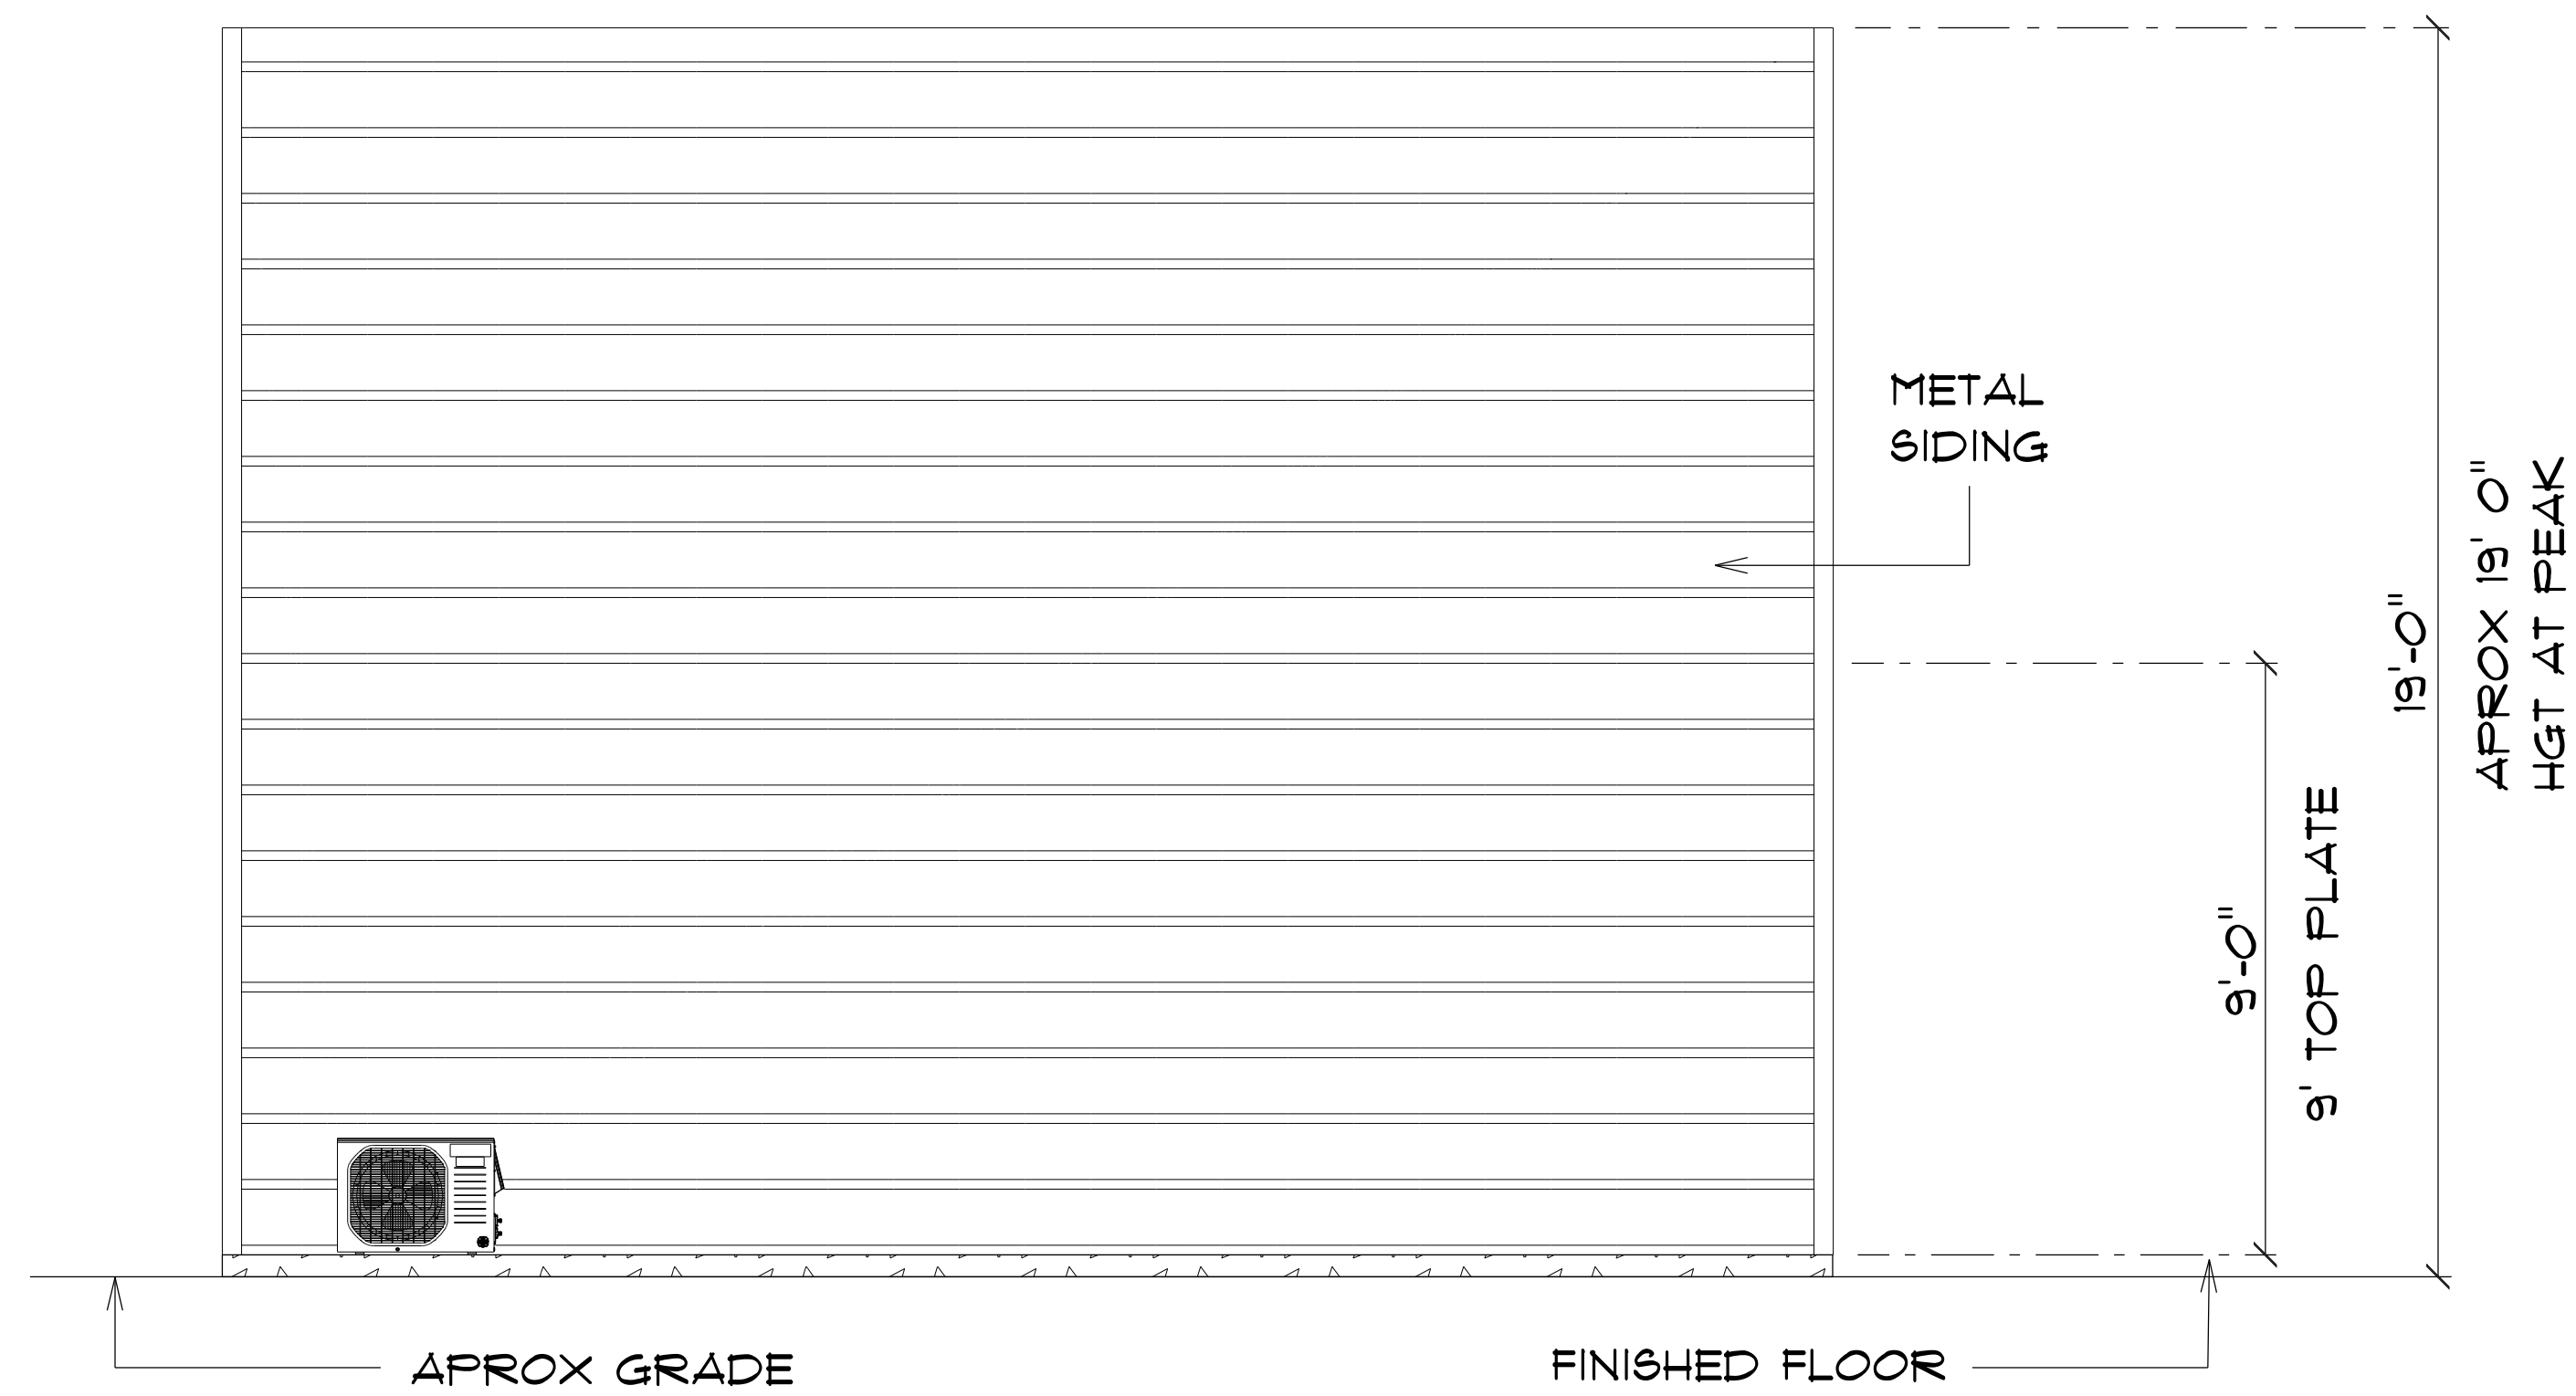 METAL
SIDING
19'-0"
APROX 19' 0"
HGT AT PEAK
9'-0"
9' TOP PLATE
APROX GRADE
FINISHED FLOOR